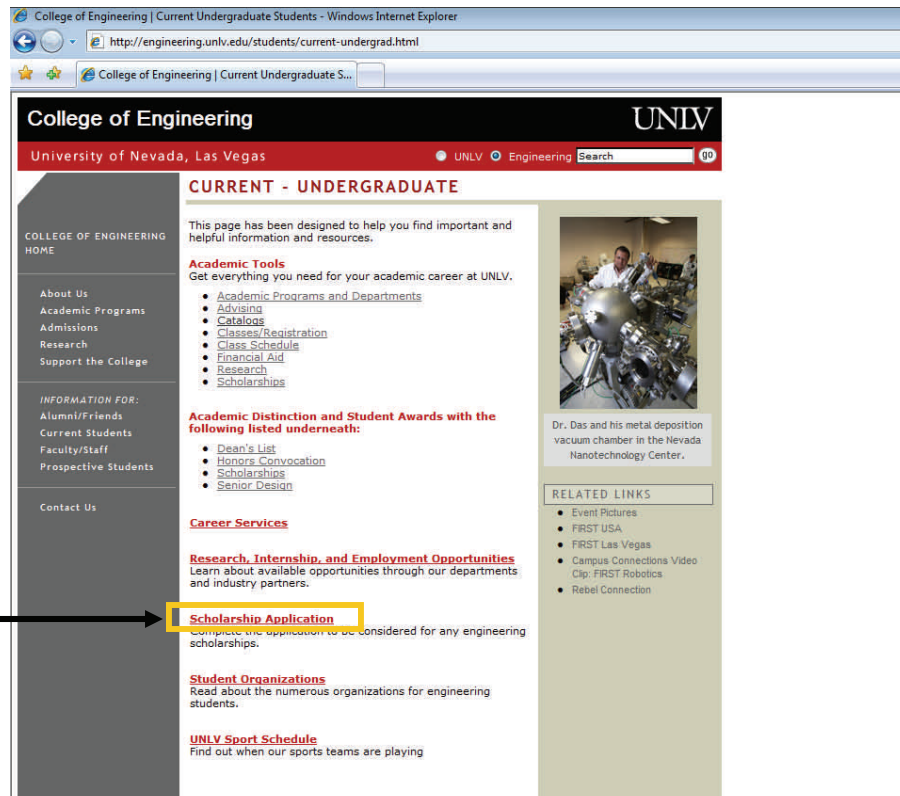 College of Engineering | Current Undergraduate Students - Windows Internet Explorer
http://engineering.unlv.edu/students/current-undergrad.html
College of Engineering | Current Undergraduate S...
College of Engineering
UNLV
University of Nevada, Las Vegas
UNLV Engineering Search go
CURRENT - UNDERGRADUATE
COLLEGE OF ENGINEERING
HOME
About Us
Academic Programs
Admissions
Research
Support the College
INFORMATION FOR:
Alumni/Friends
Current Students
Faculty/Staff
Prospective Students
Contact Us
This page has been designed to help you find important and
helpful information and resources.
Academic Tools
Get everything you need for your academic career at UNLV.
Academic Programs and Departments
Advising
Catalogs
Classes/Registration
Class Schedule
Financial Aid
Research
Scholarships
Academic Distinction and Student Awards with the
following listed underneath:
Dean's List
Honors Convocation
Scholarships
Senior Design
Career Services
Research, Internship, and Employment Opportunities
Learn about available opportunities through our departments
and industry partners.
Scholarship Application
Complete the application to be considered for any engineering
scholarships.
Student Organizations
Read about the numerous organizations for engineering
students.
UNLV Sport Schedule
Find out when our sports teams are playing
Dr. Das and his metal deposition
vacuum chamber in the Nevada
Nanotechnology Center.
RELATED LINKS
Event Pictures
FIRST USA
FIRST Las Vegas
Campus Connections Video
Clip: FIRST Robotics
Rebel Connection